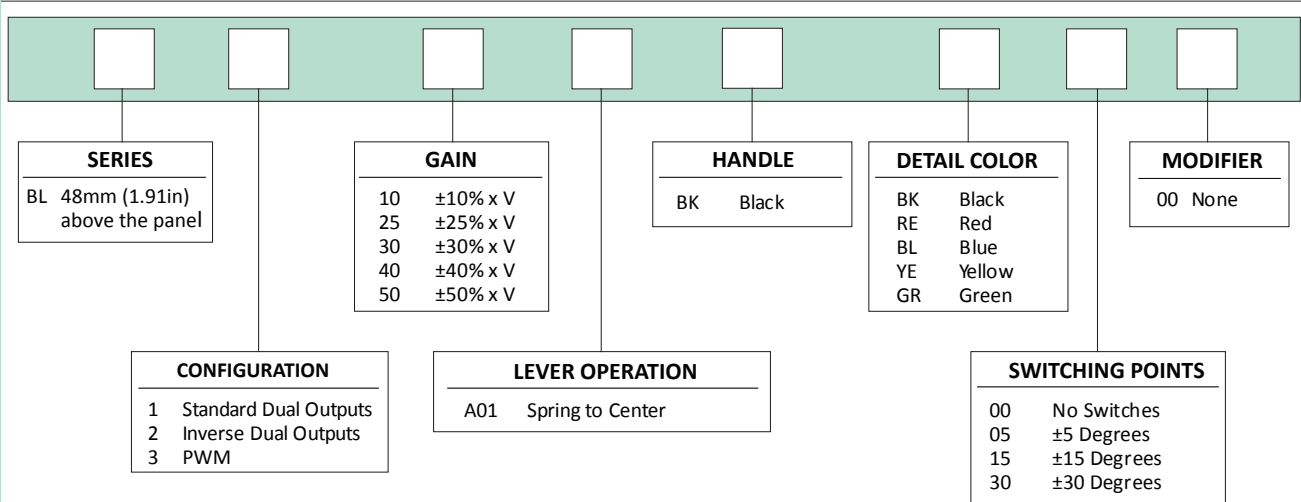 SERIES
BL 48mm (1.91in)
above the panel
GAIN
10 ±10% x V
25 ±25% x V
30 ±30% x V
40 ±40% x V
50 ±50% x V
HANDLE
BK Black
DETAIL COLOR
BK Black
RE Red
BL Blue
YE Yellow
GR Green
MODIFIER
00 None
CONFIGURATION
1 Standard Dual Outputs
2 Inverse Dual Outputs
3 PWM
LEVER OPERATION
A01 Spring to Center
SWITCHING POINTS
00 No Switches
05 ±5 Degrees
15 ±15 Degrees
30 ±30 Degrees